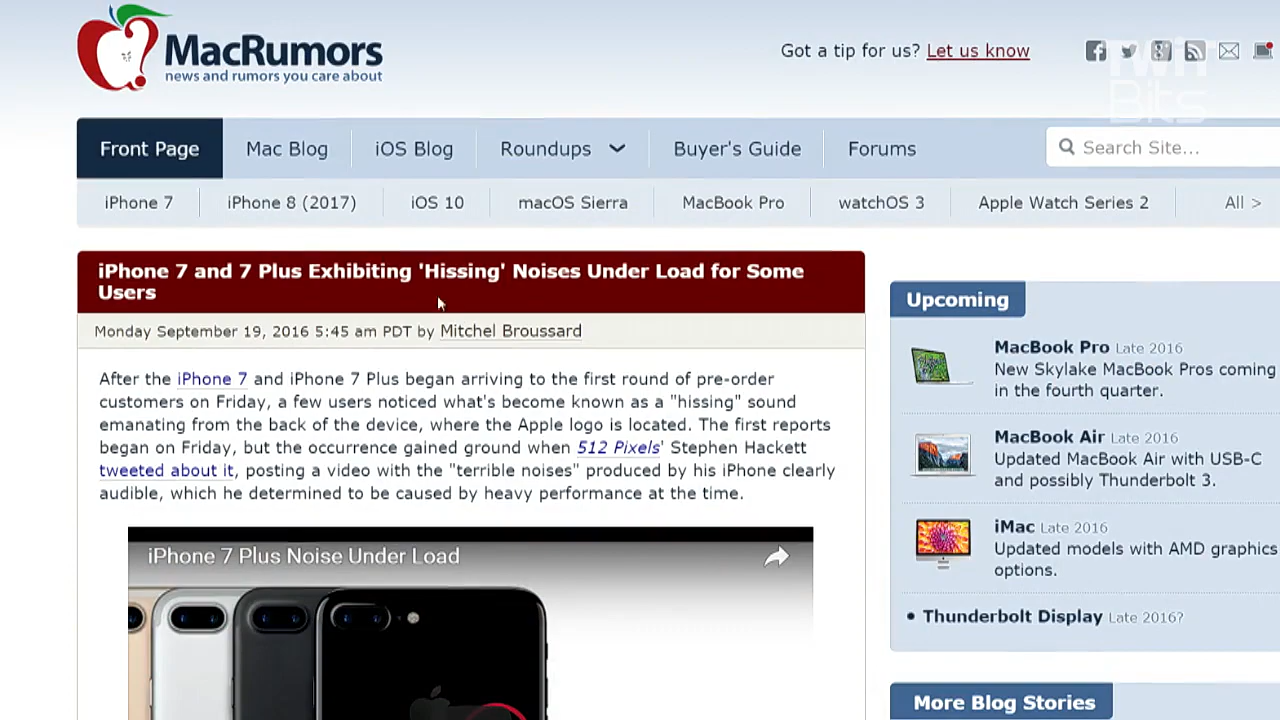 MacRumors
news and rumors you care about
Got a tip for us? Let us know
TWiT
Bits
Front Page
Mac Blog
iOS Blog
Roundups
Buyer's Guide
Forums
Search Site...
iPhone 7
iPhone 8 (2017)
iOS 10
macOS Sierra
MacBook Pro
watchOS 3
Apple Watch Series 2
All >
iPhone 7 and 7 Plus Exhibiting 'Hissing' Noises Under Load for Some
Users
Monday September 19, 2016 5:45 am PDT by Mitchel Broussard
After the iPhone 7 and iPhone 7 Plus began arriving to the first round of pre-order
customers on Friday, a few users noticed what's become known as a "hissing" sound
emanating from the back of the device, where the Apple logo is located. The first reports
began on Friday, but the occurrence gained ground when 512 Pixels' Stephen Hackett
tweeted about it, posting a video with the "terrible noises" produced by his iPhone clearly
audible, which he determined to be caused by heavy performance at the time.
iPhone 7 Plus Noise Under Load
Upcoming
MacBook Pro Late 2016
New Skylake MacBook Pros coming
in the fourth quarter.
MacBook Air Late 2016
Updated MacBook Air with USB-C
and possibly Thunderbolt 3.
iMac Late 2016
Updated models with AMD graphics
options.
• Thunderbolt Display Late 2016?
More Blog Stories